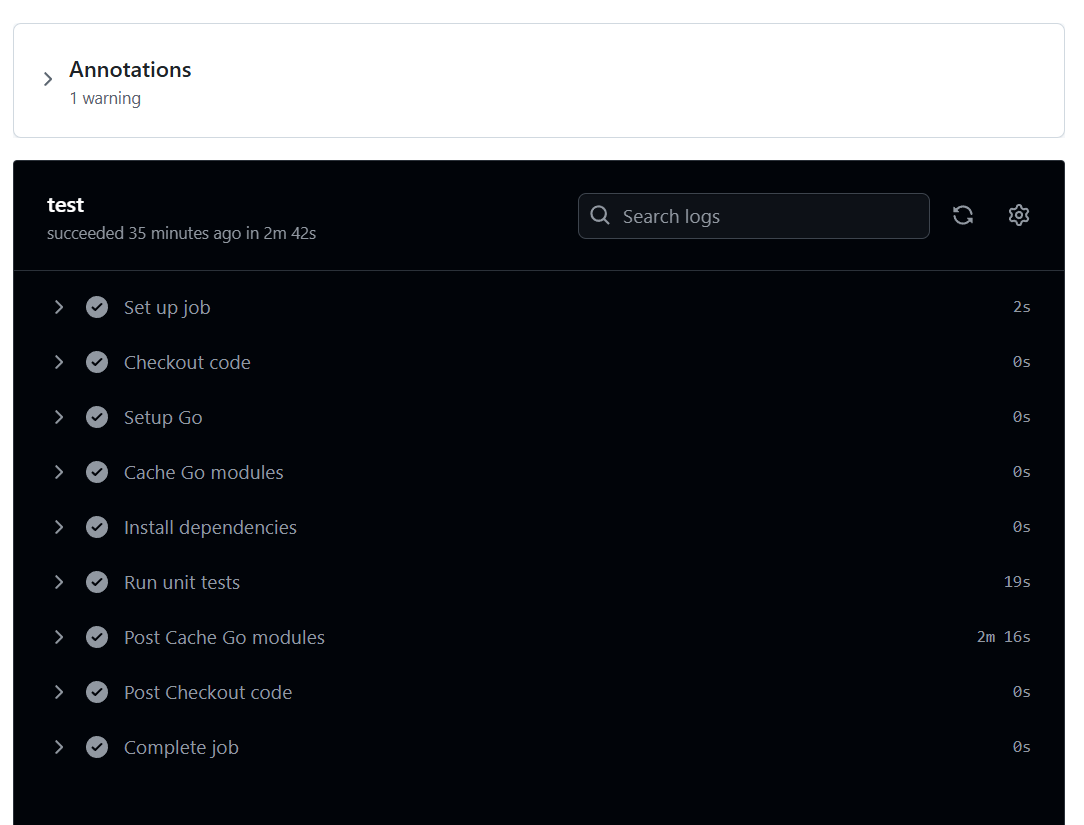 Annotations
1 warning
test
succeeded 35 minutes ago in 2m 42s
Search logs
Set up job 2s
Checkout code 0s
Setup Go 0s
Cache Go modules 0s
Install dependencies 0s
Run unit tests 19s
Post Cache Go modules 2m 16s
Post Checkout code 0s
Complete job 0s